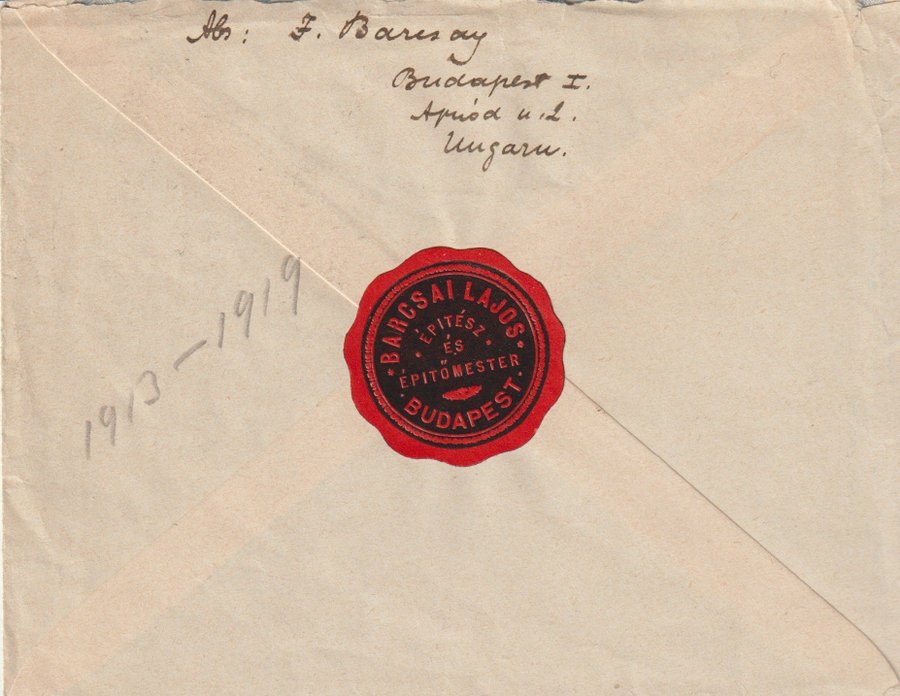 Abs: F. Barcsay
Budapest I.
Apród u. 2.
Ungarn.
1913-1919
* BARCSAI LAJOS *
· ÉPITÉSZ ·
ÉS
ÉPITŐMESTER
· BUDAPEST ·